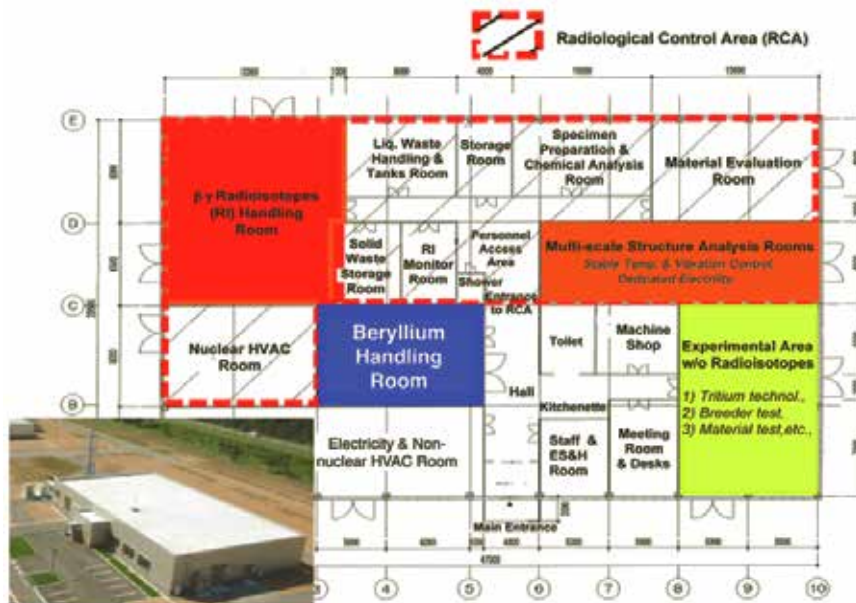 Radiological Control Area (RCA)
E
D
C
B
Liq. Waste
Handling &
Tanks Room
Storage
Room
Specimen
Preparation &
Chemical Analysis
Room
Material Evaluation
Room
β γ Radioisotopes
(RI) Handling
Room
Solid
Waste
Storage
Room
RI
Monitor
Room
Personnel
Access
Area
Shower
Entrance
to RCA
Multi-scale Structure Analysis Rooms
Stable Temp. & Vibration Control
Dedicated Electricity
Nuclear HVAC
Room
Beryllium
Handling
Room
Toilet
Machine
Shop
Experimental Area
w/o Radioisotopes
1) Tritium technol.,
2) Breeder test,
3) Material test,etc.,
Hall
Kitchenette
Electricity & Non-
nuclear HVAC Room
Staff &
ES&H
Room
Meeting
Room
& Desks
Main Entrance
47000
3
4
5
6
7
8
9
10